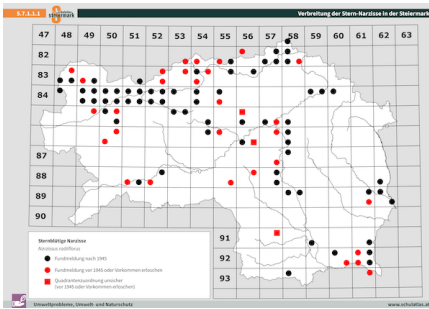 5.7.1.1.1
Steiermark
Verbreitung der Stern-Narzisse in der Steiermark
47 48 49 50 51 52 53 54 55 56 57 58 59 60 61 62 63
82
83
84
87
88
89
90
91
92
93
Sternblütige Narzisse
Narcissus radiiflorus
Fundmeldung nach 1945
Fundmeldung vor 1945 oder Vorkommen erloschen
Quadrantenzuordnung unsicher
(vor 1945 oder Vorkommen erloschen)
Umweltprobleme, Umwelt- und Naturschutz
www.schulatlas.at